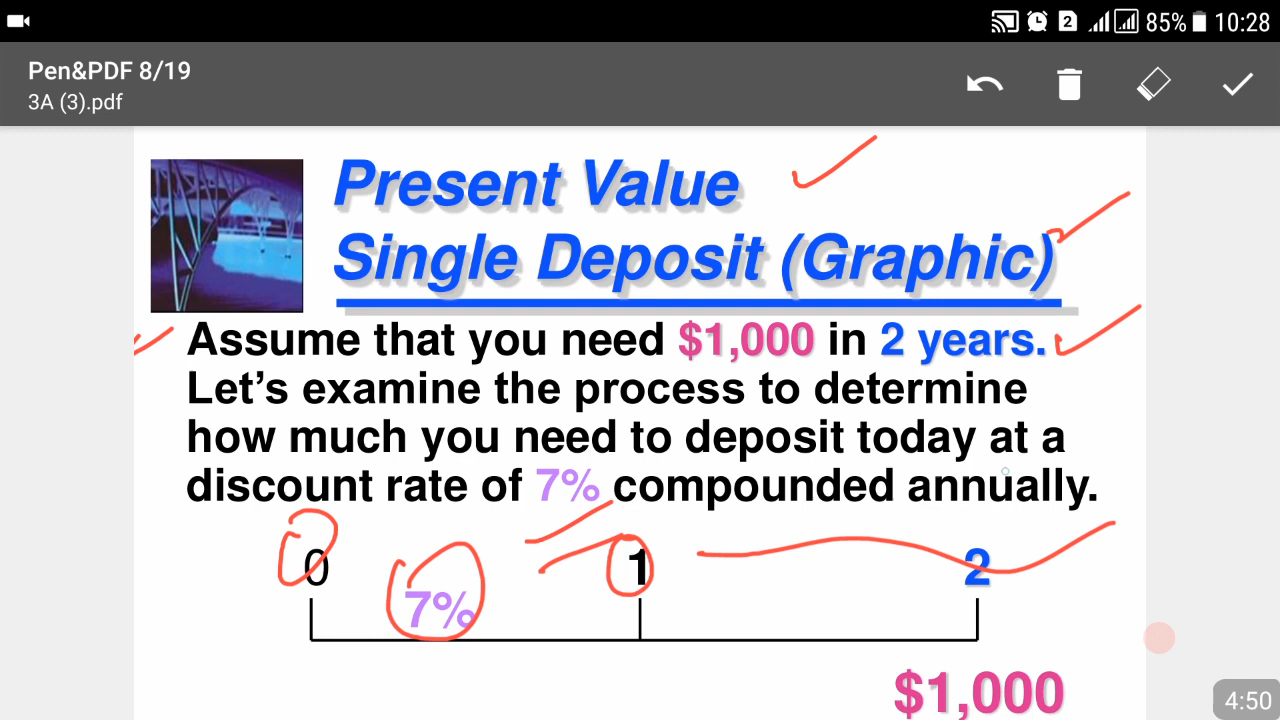 2 85% 10:28
Pen&PDF 8/19
3A (3).pdf
Present Value
Single Deposit (Graphic)
Assume that you need $1,000 in 2 years.
Let’s examine the process to determine
how much you need to deposit today at a
discount rate of 7% compounded annually.
0 1 2
7%
$1,000
4:50